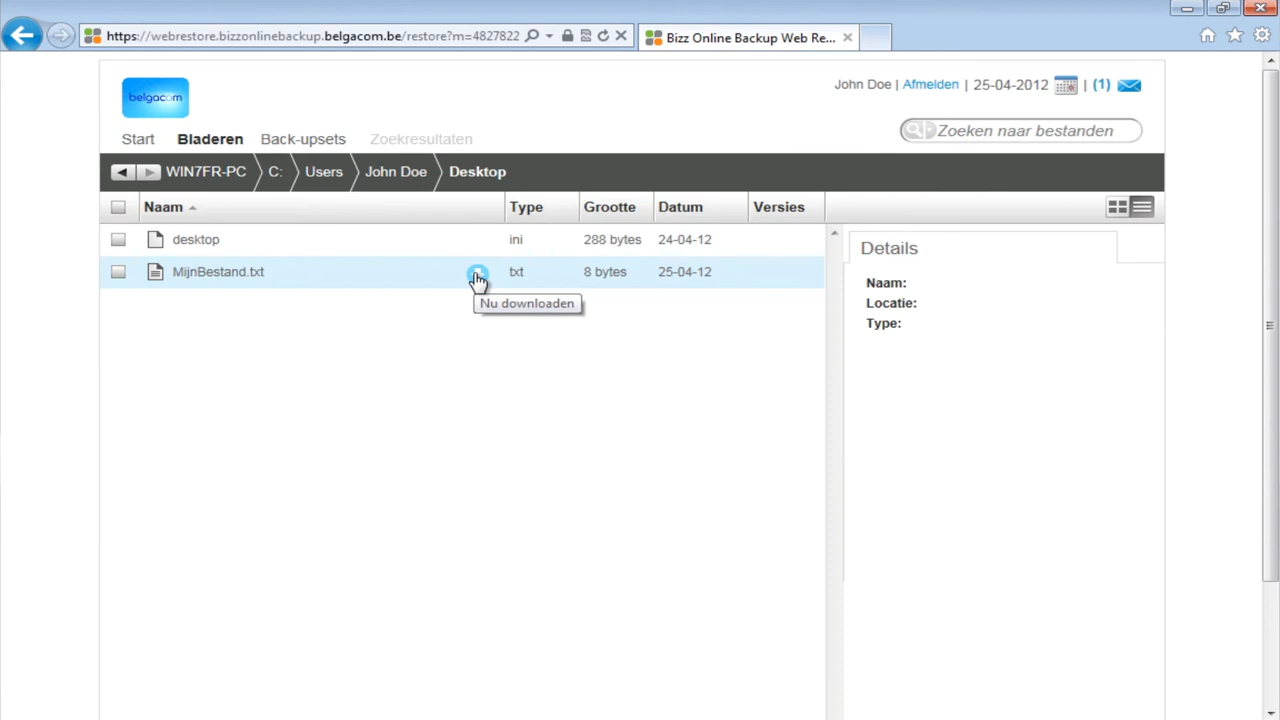 https://webrestore.bizzonlinebackup.belgacom.be/restore?m=4827822
Bizz Online Backup Web Re...
belgacom
John Doe | Afmelden | 25-04-2012 | (1)
Start Bladeren Back-upsets Zoekresultaten
Zoeken naar bestanden
WIN7FR-PC C: Users John Doe Desktop
Naam Type Grootte Datum Versies
desktop ini 288 bytes 24-04-12
MijnBestand.txt txt 8 bytes 25-04-12
Nu downloaden
Details
Naam:
Locatie:
Type: